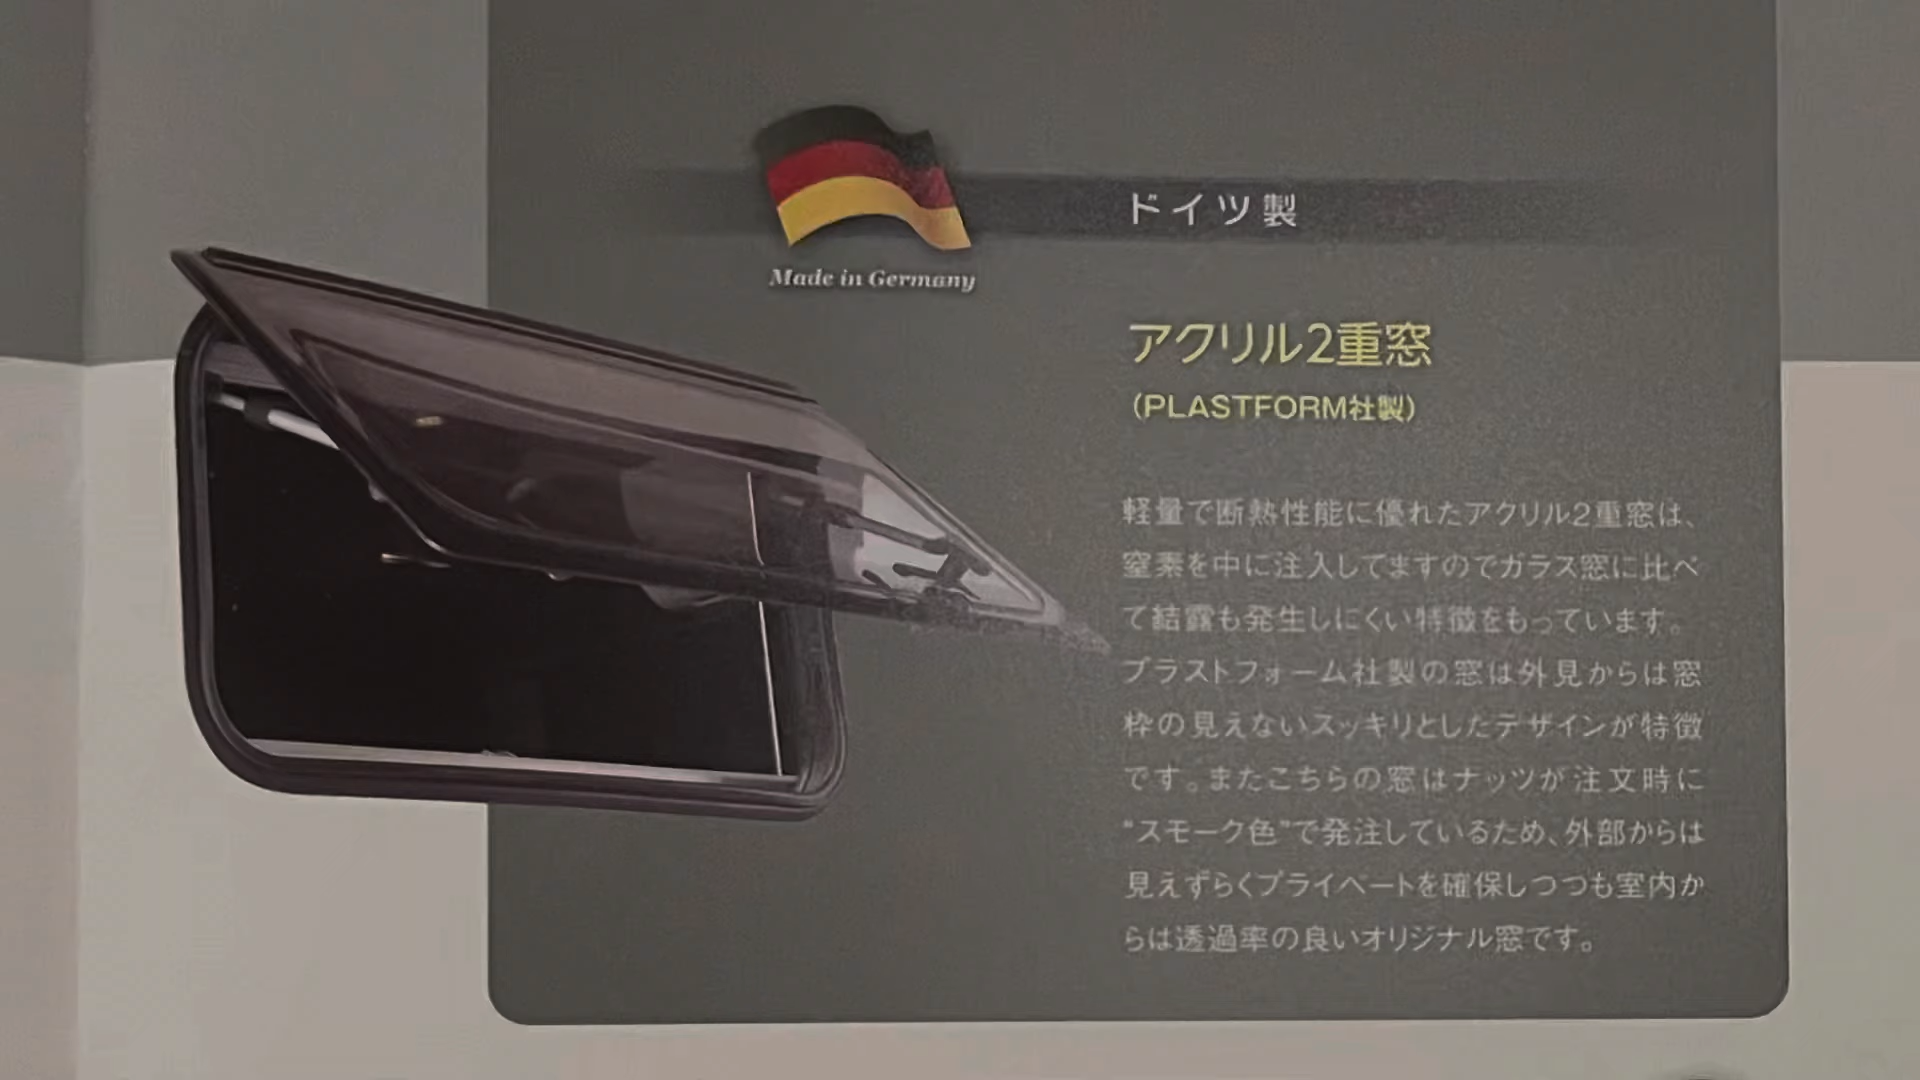 ドイツ製
Made in Germany
アクリル2重窓
(PLASTFORM社製)
軽量で断熱性能に優れたアクリル2重窓は、
窒素を中に注入してますのでガラス窓に比べ
て結露も発生しにくい特徴をもっています。
プラストフォーム社製の窓は外見からは窓
枠の見えないスッキリとしたデザインが特徴
です。またこちらの窓はナッツが注文時に
“スモーク色”で発注しているため、外部からは
見えずらくプライベートを確保しつつも室内か
らは透過率の良いオリジナル窓です。